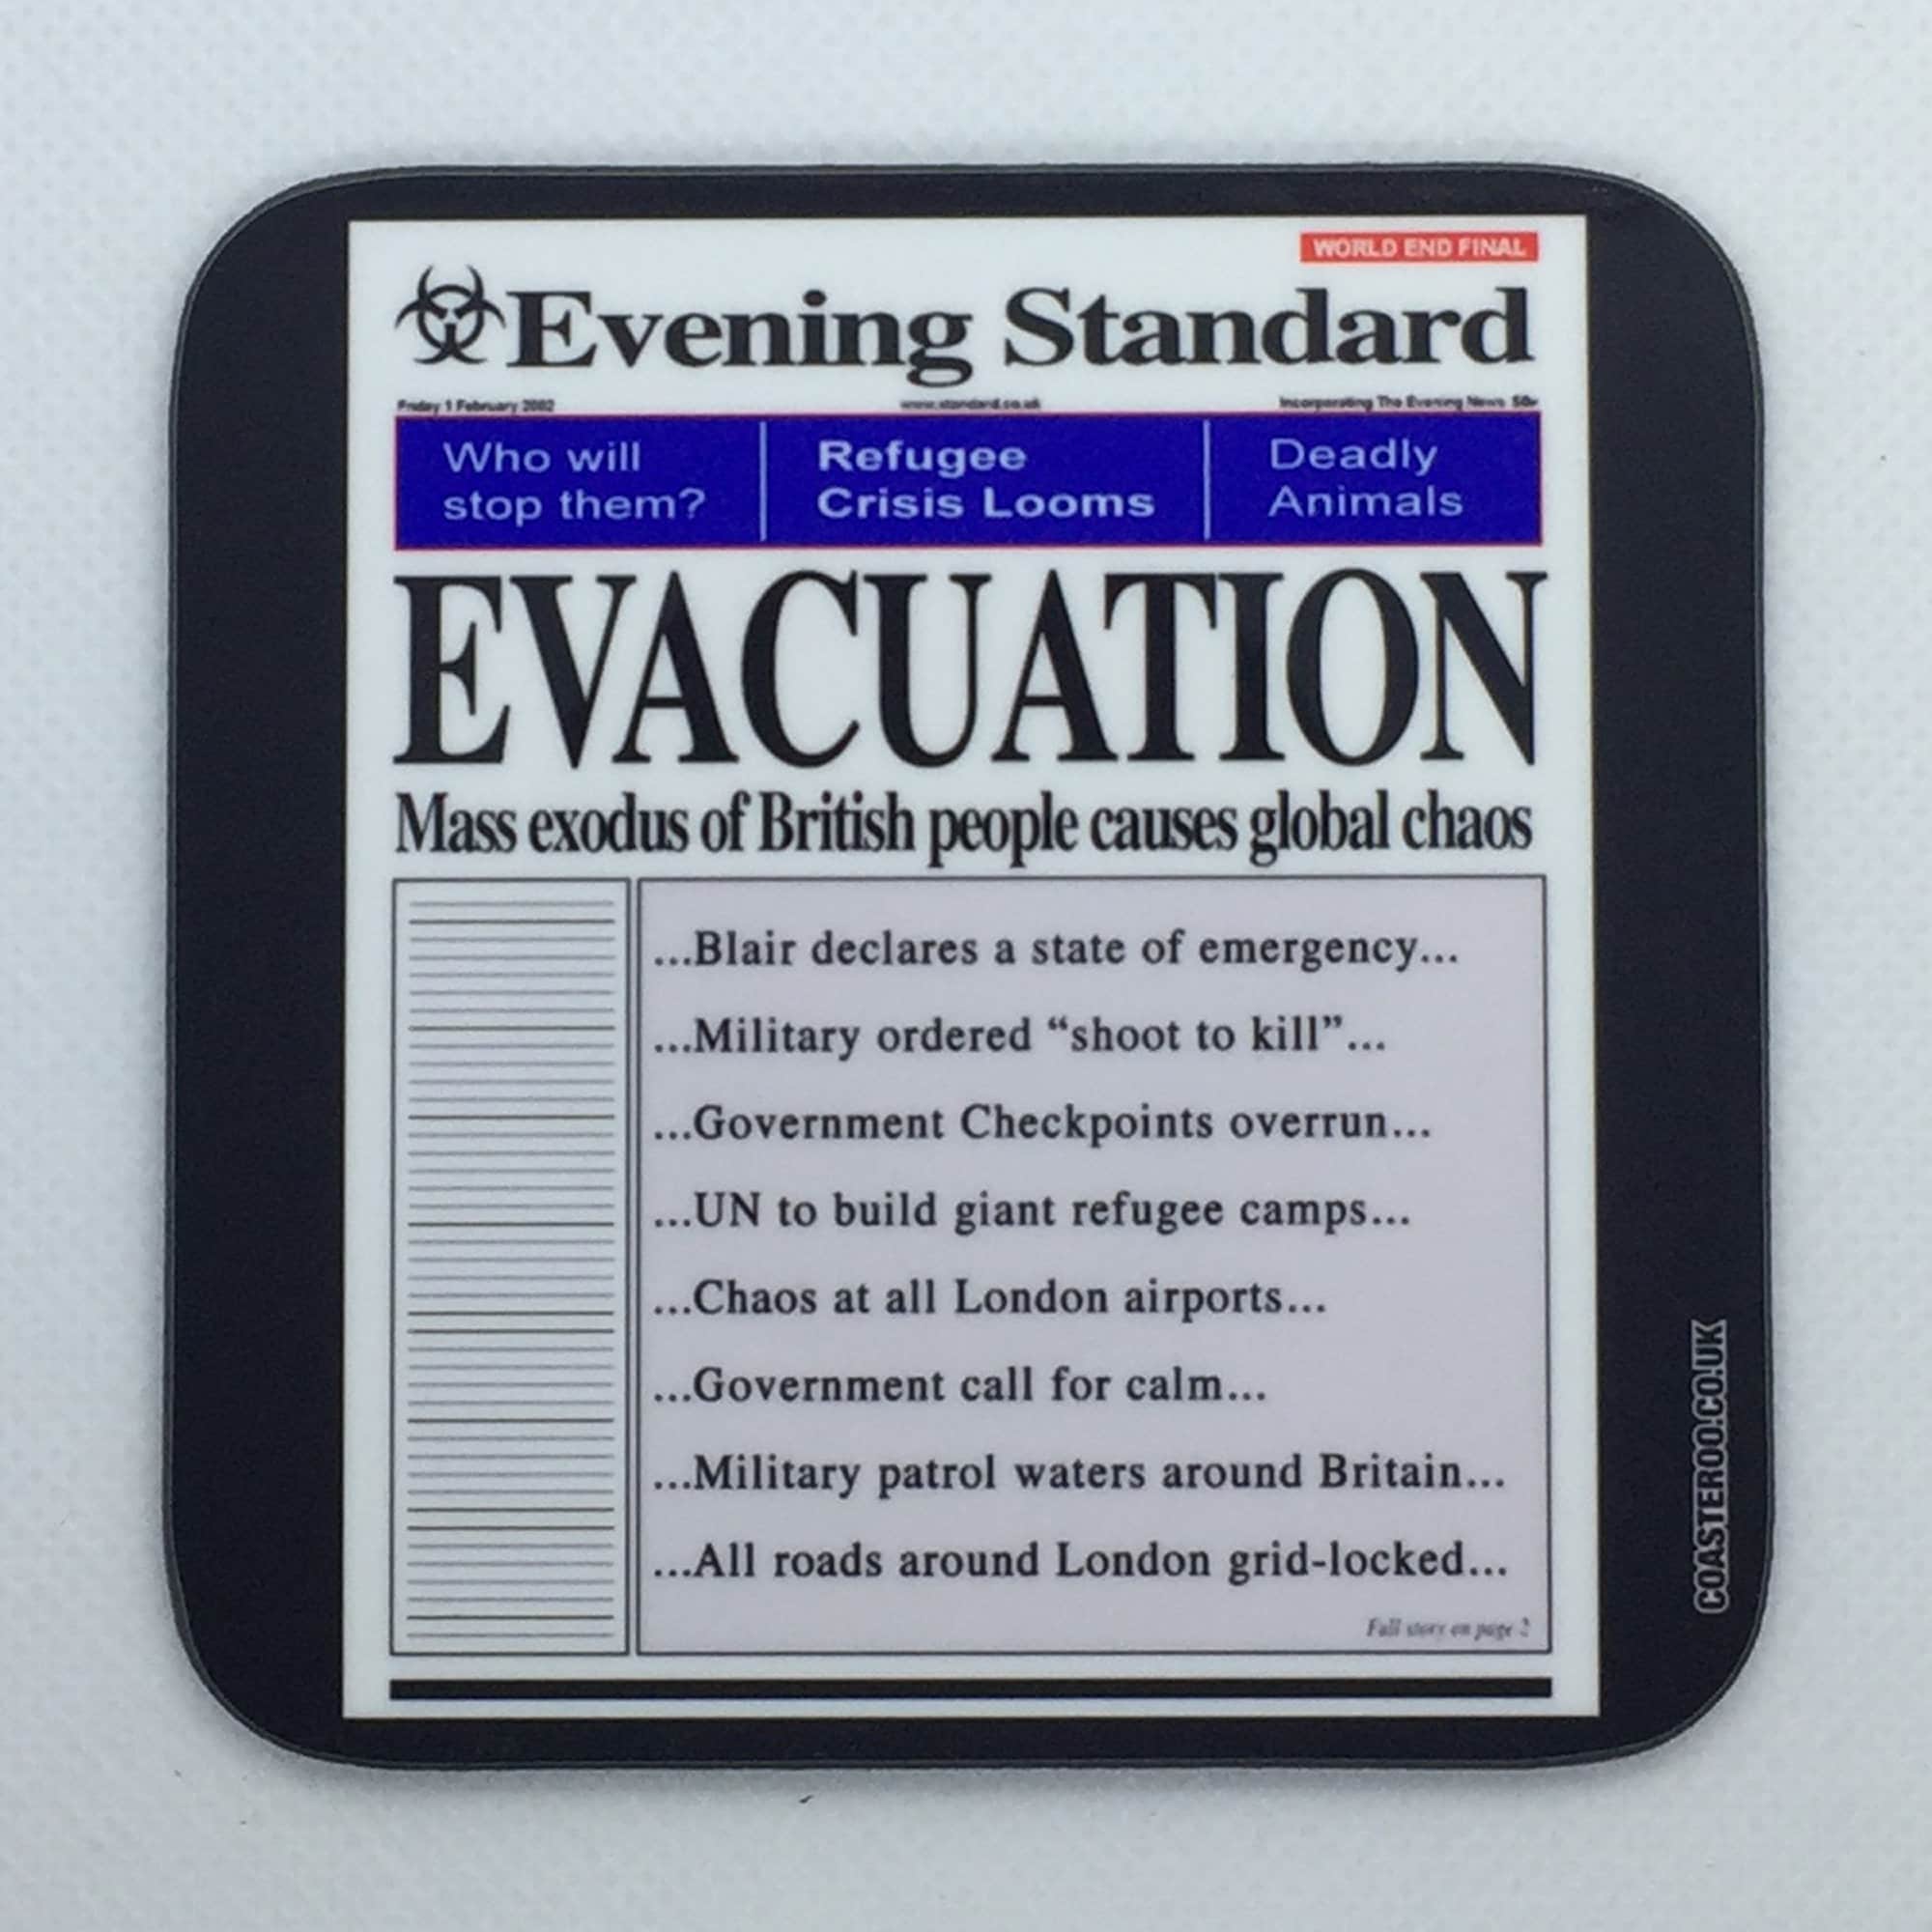 WORLD END FINAL
Evening Standard
Friday 1 February 2002 www.standard.co.uk Incorporating The Evening News 50p
Who will
stop them?
Refugee
Crisis Looms
Deadly
Animals
EVACUATION
Mass exodus of British people causes global chaos
...Blair declares a state of emergency...
...Military ordered “shoot to kill”...
...Government Checkpoints overrun...
...UN to build giant refugee camps...
...Chaos at all London airports...
...Government call for calm...
...Military patrol waters around Britain...
...All roads around London grid-locked...
Full story on page 2
COASTEROO.CO.UK